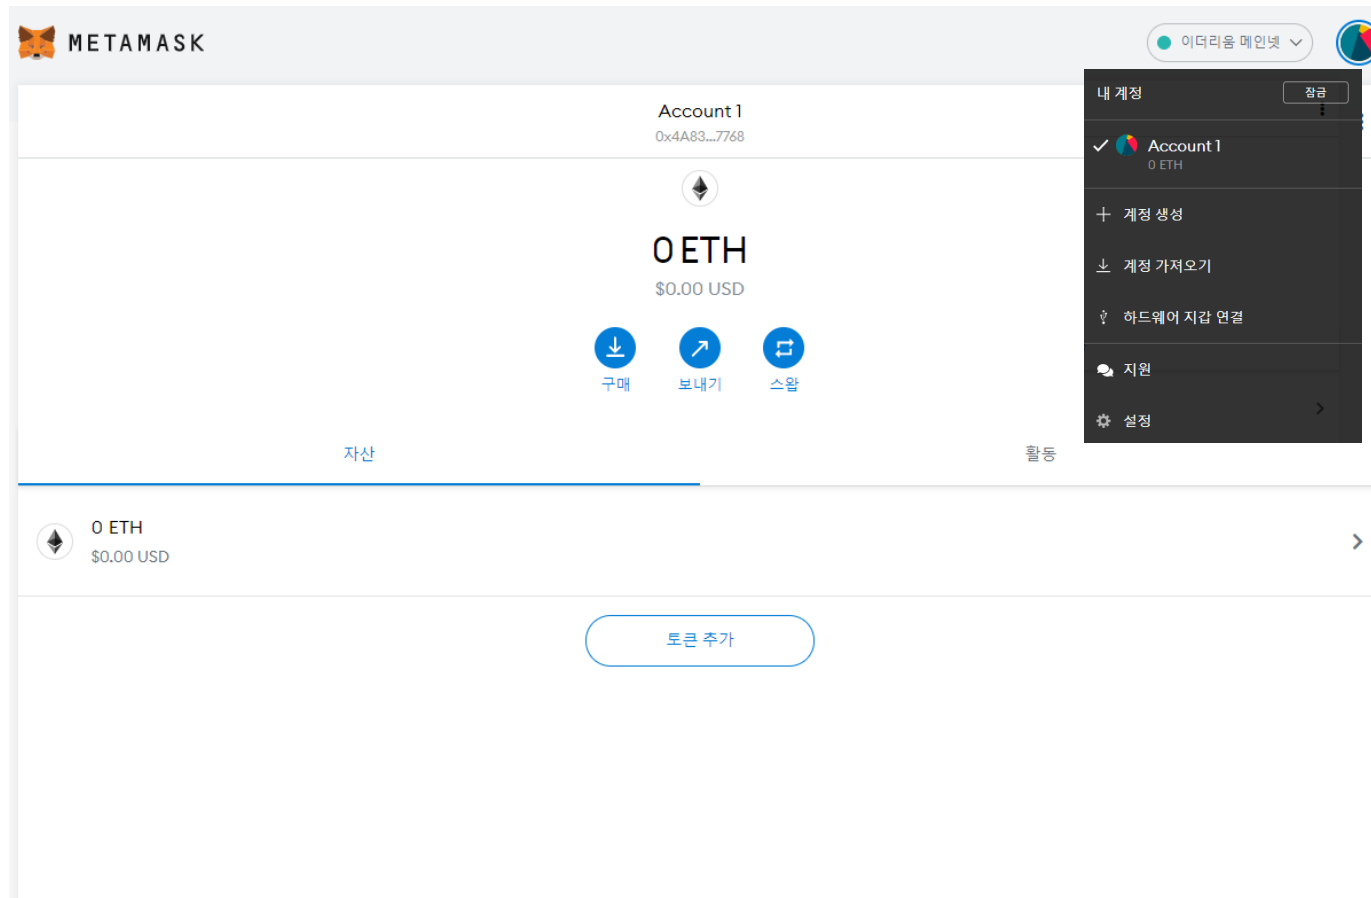 METAMASK
이더리움 메인넷
Account 1
0x4A83...7768
0 ETH
$0.00 USD
구매
보내기
스왑
내 계정
잠금
Account 1
0 ETH
계정 생성
계정 가져오기
하드웨어 지갑 연결
지원
설정
자산
활동
0 ETH
$0.00 USD
토큰 추가